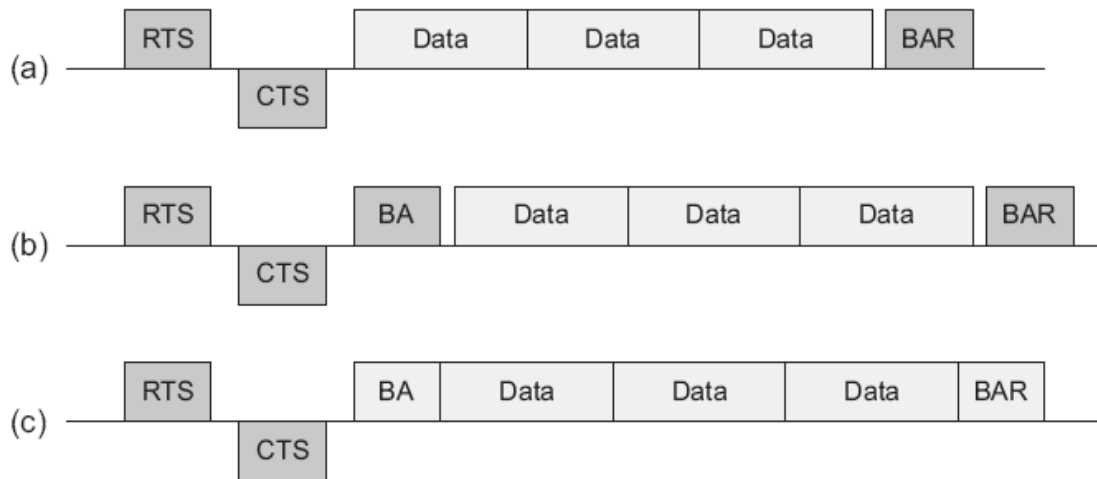 RTS Data Data Data BAR
(a)
CTS
RTS BA Data Data Data BAR
(b)
CTS
RTS BA Data Data Data BAR
(c)
CTS